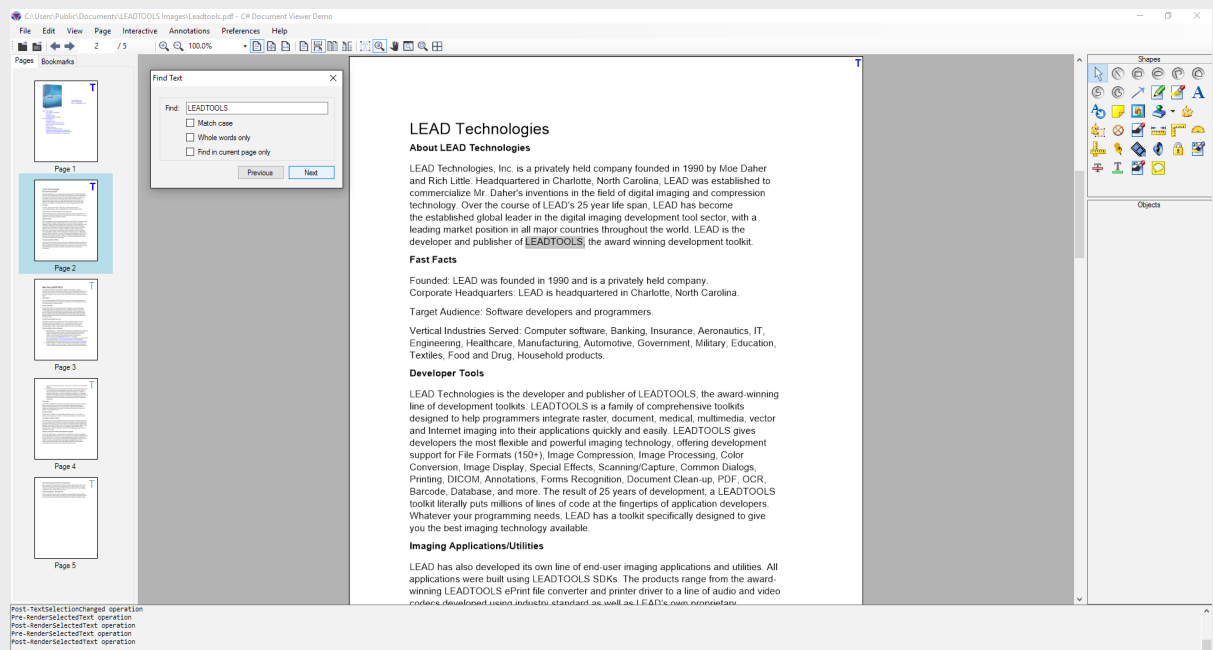 C:\Users\Public\Documents\LEADTOOLS Images\Leadtools.pdf - C# Document Viewer Demo
File Edit View Page Interactive Annotations Preferences Help
2 / 5 100.0%
Pages Bookmarks
Page 1
Page 2
Page 3
Page 4
Page 5
Find Text
Find: LEADTOOLS
Match case
Whole words only
Find in current page only
Previous Next
T
LEAD Technologies
About LEAD Technologies
LEAD Technologies, Inc. is a privately held company founded in 1990 by Moe Daher
and Rich Little. Headquartered in Charlotte, North Carolina, LEAD was established to
commercialize Mr. Daher's inventions in the field of digital imaging and compression
technology. Over the course of LEAD's 25 year life span, LEAD has become
the established global leader in the digital imaging development tool sector, with a
leading market position in all major countries throughout the world. LEAD is the
developer and publisher of LEADTOOLS, the award winning development toolkit.
Fast Facts
Founded: LEAD was founded in 1990 and is a privately held company.
Corporate Headquarters: LEAD is headquartered in Charlotte, North Carolina.
Target Audience: Software developers and programmers.
Vertical Industries Served: Computer software, Banking, Insurance, Aeronautics, IT,
Engineering, Healthcare, Manufacturing, Automotive, Government, Military, Education,
Textiles, Food and Drug, Household products.
Developer Tools
LEAD Technologies is the developer and publisher of LEADTOOLS, the award-winning
line of development toolkits. LEADTOOLS is a family of comprehensive toolkits
designed to help programmers integrate raster, document, medical, multimedia, vector
and Internet imaging into their applications quickly and easily. LEADTOOLS gives
developers the most flexible and powerful imaging technology, offering development
support for File Formats (150+), Image Compression, Image Processing, Color
Conversion, Image Display, Special Effects, Scanning/Capture, Common Dialogs,
Printing, DICOM, Annotations, Forms Recognition, Document Clean-up, PDF, OCR,
Barcode, Database, and more. The result of 25 years of development, a LEADTOOLS
toolkit literally puts millions of lines of code at the fingertips of application developers.
Whatever your programming needs, LEAD has a toolkit specifically designed to give
you the best imaging technology available.
Imaging Applications/Utilities
LEAD has also developed its own line of end-user imaging applications and utilities. All
applications were built using LEADTOOLS SDKs. The products range from the award-
winning LEADTOOLS ePrint file converter and printer driver to a line of audio and video
codecs developed using industry standard as well as LEAD's own proprietary
Shapes
Objects
Post-TextSelectionChanged operation
Pre-RenderSelectedText operation
Post-RenderSelectedText operation
Pre-RenderSelectedText operation
Post-RenderSelectedText operation